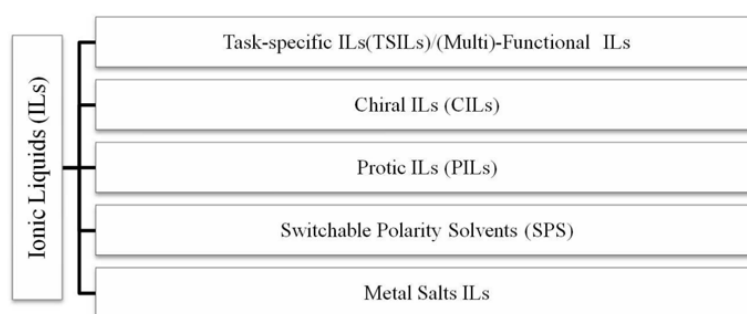 Ionic Liquids (ILs)
Task-specific ILs(TSILs)/(Multi)-Functional ILs
Chiral ILs (CILs)
Protic ILs (PILs)
Switchable Polarity Solvents (SPS)
Metal Salts ILs